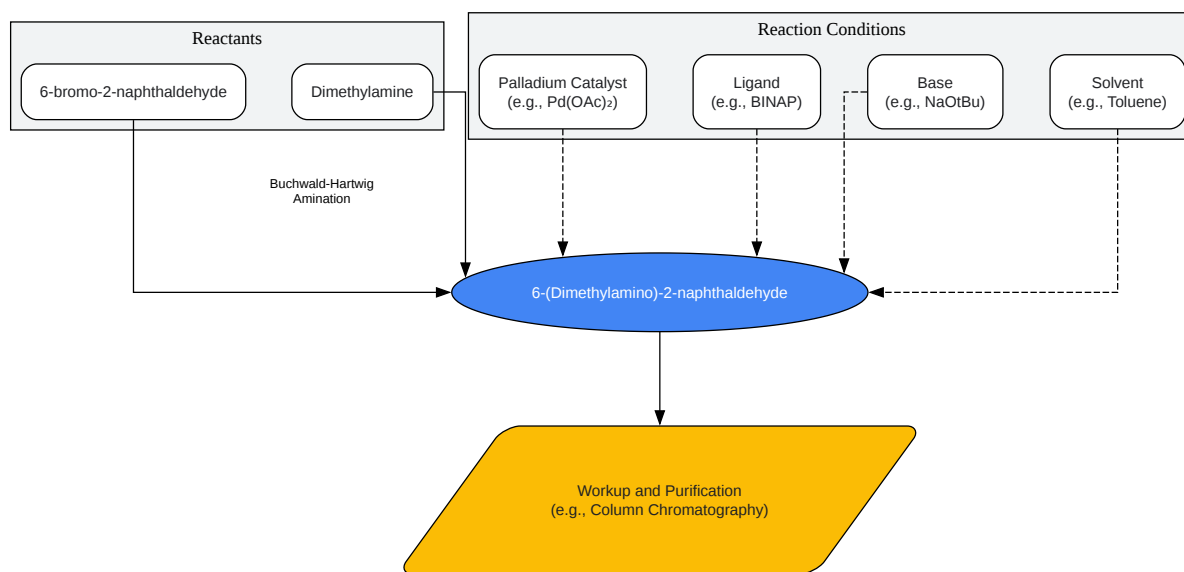 Reactants
Reaction Conditions
6-bromo-2-naphthaldehyde
Dimethylamine
Palladium Catalyst
(e.g., Pd(OAc)₂)
Ligand
(e.g., BINAP)
Base
(e.g., NaOtBu)
Solvent
(e.g., Toluene)
Buchwald-Hartwig
Amination
6-(Dimethylamino)-2-naphthaldehyde
Workup and Purification
(e.g., Column Chromatography)